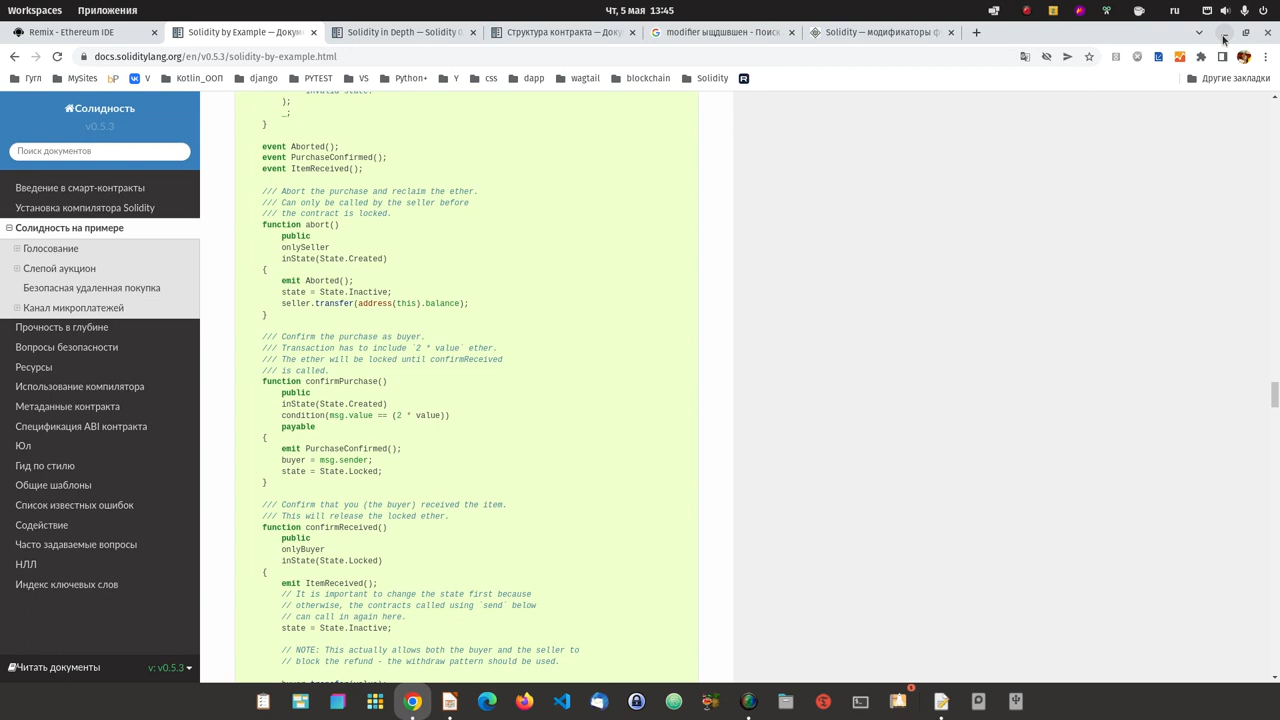 Workspaces Приложения Чт, 5 мая 13:45 ru
Remix - Ethereum IDE
Solidity by Example — Докум
Solidity in Depth — Solidity 0
Структура контракта — Доку
modifier ыщдшвшен - Поиск
Solidity — модификаторы ф
docs.soliditylang.org/en/v0.5.3/solidity-by-example.html
Гугл MySites bP V Kotlin_ООП django PYTEST VS Python+ Y css dapp wagtail blockchain Solidity Другие закладки
Солидность
v0.5.3
Поиск документов
Введение в смарт-контракты
Установка компилятора Solidity
Солидность на примере
Голосование
Слепой аукцион
Безопасная удаленная покупка
Канал микроплатежей
Прочность в глубине
Вопросы безопасности
Ресурсы
Использование компилятора
Метаданные контракта
Спецификация ABI контракта
Юл
Гид по стилю
Общие шаблоны
Список известных ошибок
Содействие
Часто задаваемые вопросы
НЛЛ
Индекс ключевых слов
Читать документы v: v0.5.3
);
_;
}
event Aborted();
event PurchaseConfirmed();
event ItemReceived();
/// Abort the purchase and reclaim the ether.
/// Can only be called by the seller before
/// the contract is locked.
function abort()
public
onlySeller
inState(State.Created)
{
emit Aborted();
state = State.Inactive;
seller.transfer(address(this).balance);
}
/// Confirm the purchase as buyer.
/// Transaction has to include `2 * value` ether.
/// The ether will be locked until confirmReceived
/// is called.
function confirmPurchase()
public
inState(State.Created)
condition(msg.value == (2 * value))
payable
{
emit PurchaseConfirmed();
buyer = msg.sender;
state = State.Locked;
}
/// Confirm that you (the buyer) received the item.
/// This will release the locked ether.
function confirmReceived()
public
onlyBuyer
inState(State.Locked)
{
emit ItemReceived();
// It is important to change the state first because
// otherwise, the contracts called using `send` below
// can call in again here.
state = State.Inactive;
// NOTE: This actually allows both the buyer and the seller to
// block the refund - the withdraw pattern should be used.